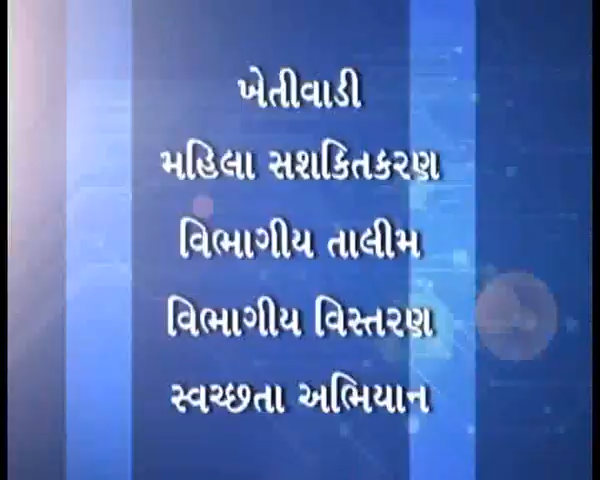 ખેતીવાડી
મહિલા સશકિતકરણ
વિભાગીય તાલીમ
વિભાગીય વિસ્તરણ
સ્વચ્છતા અભિયાન